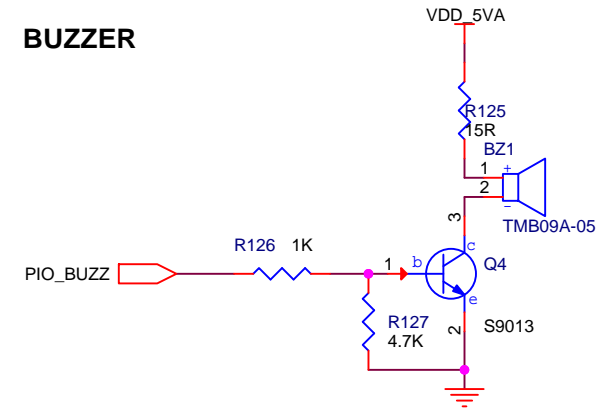 BUZZER
VDD_5VA
R125
15R
BZ1
1
+
2
−
TMB09A-05
3
c
R126 1K
PIO_BUZZ
1
b
Q4
e
R127
4.7K
2
S9013